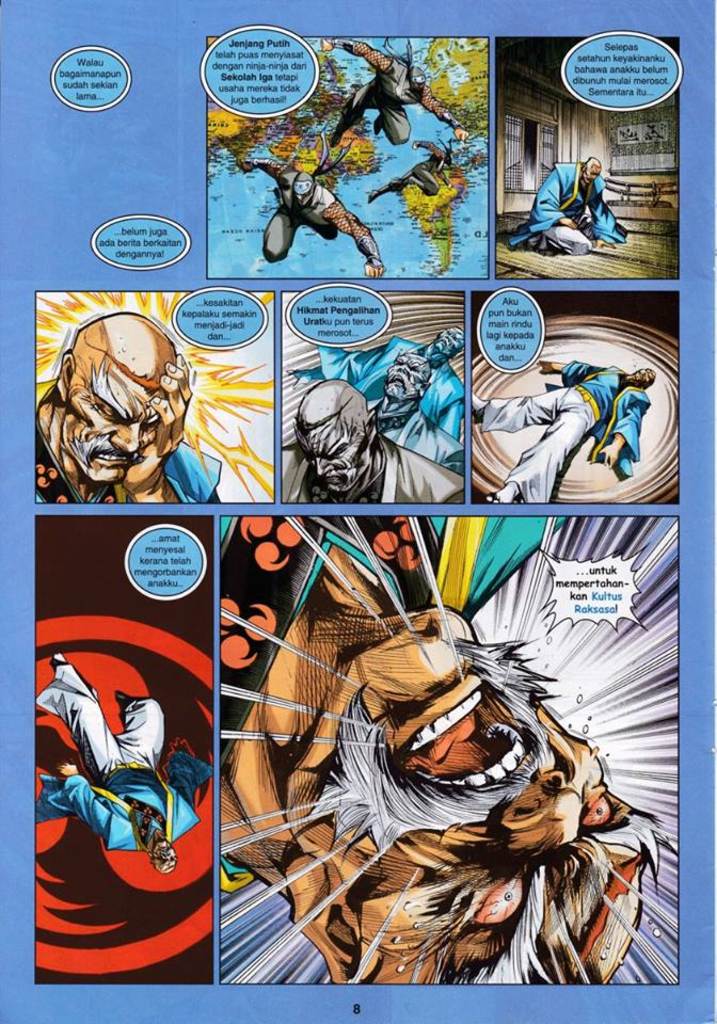 Walau
bagaimanapun
sudah sekian
lama...
...belum juga
ada berita berkaitan
dengannya!
Jenjang Putih
telah puas menyiasat
dengan ninja-ninja dari
Sekolah Iga tetapi
usaha mereka tidak
juga berhasil!
Selepas
setahun keyakinanku
bahawa anakku belum
dibunuh mulai merosot.
Sementara itu...
...kesakitan
kepalaku semakin
menjadi-jadi
dan...
...kekuatan
Hikmat Pengalihan
Uratku pun terus
merosot...
Aku
pun bukan
main rindu
lagi kepada
anakku
dan...
...amat
menyesal
kerana telah
mengorbankan
anakku..
...untuk
mempertahan-
kan Kultus
Raksasa!
8